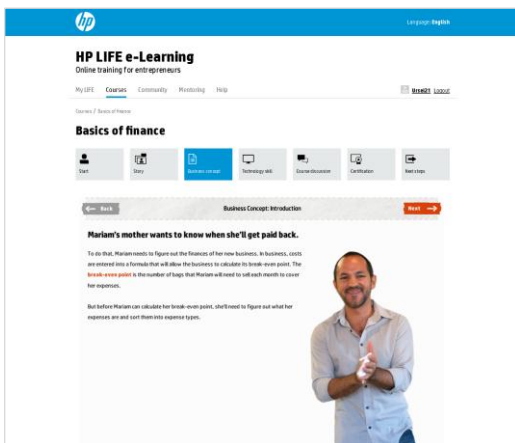 hp
Language: English
HP LIFE e-Learning
Online training for entrepreneurs
My LIFE Courses Community Mentoring Help
Logout
Courses / Basics of finance
Basics of finance
Start Story Business concept Technology skill Course discussion Certification Next steps
Back Business Concept: Introduction Next
Mariam's mother wants to know when she'll get paid back.
To do that, Mariam needs to figure out the finances of her new business. In business, costs
are entered into a formula that will allow the business to calculate its break-even point. The
break-even point is the number of bags that Mariam will need to sell each month to cover
her expenses.
But before Mariam can calculate her break-even point, she'll need to figure out what her
expenses are and sort them into expense types.